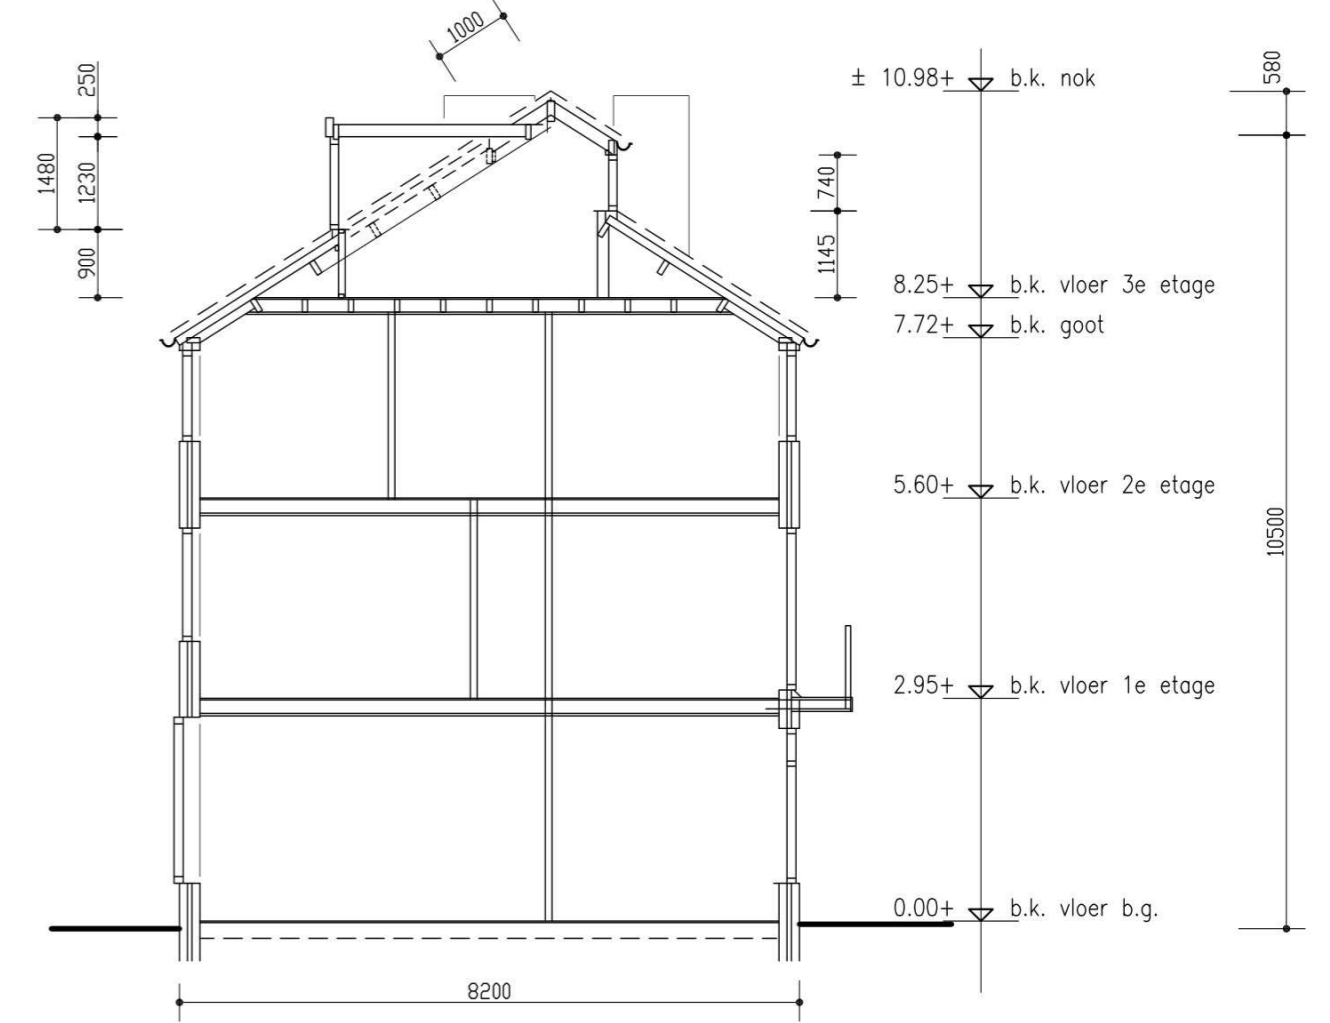 1000
± 10.98+ b.k. nok
580
250
1480
1230
740
900
1145
8.25+ b.k. vloer 3e etage
7.72+ b.k. goot
5.60+ b.k. vloer 2e etage
10500
2.95+ b.k. vloer 1e etage
0.00+ b.k. vloer b.g.
8200